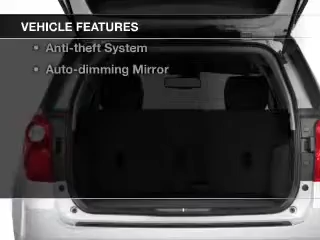 VEHICLE FEATURES
• Anti-theft System
• Auto-dimming Mirror